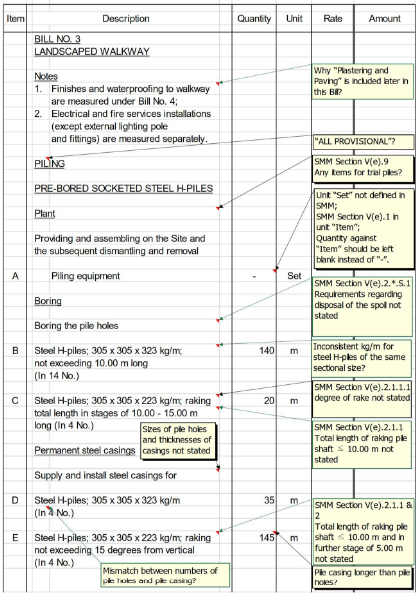 Item Description Quantity Unit Rate Amount
BILL NO. 3
LANDSCAPED WALKWAY
Notes
1. Finishes and waterproofing to walkway
are measured under Bill No. 4;
2. Electrical and fire services installations
(except external lighting pole
and fittings) are measured separately.
Why "Plastering and
Paving" is included later in
this Bill?
"ALL PROVISIONAL"?
PILING
SMM Section V(e).9
Any items for trial piles?
PRE-BORED SOCKETED STEEL H-PILES
Plant
Unit "Set" not defined in
SMM;
SMM Section V(e).1 in
unit "Item";
Quantity against
"Item" should be left
blank instead of "-".
Providing and assembling on the Site and
the subsequent dismantling and removal
A Piling equipment - Set
Boring
SMM Section V(e).2.*.S.1
Requirements regarding
disposal of the spoil not
stated
Boring the pile holes
B Steel H-piles; 305 x 305 x 323 kg/m; 140 m
not exceeding 10.00 m long
(In 14 No.)
Inconsistent kg/m for
steel H-piles of the same
sectional size?
C Steel H-piles; 305 x 305 x 223 kg/m; raking 20 m
total length in stages of 10.00 - 15.00 m
long (In 4 No.)
SMM Section V(e).2.1.1.1
degree of rake not stated
Sizes of pile holes
and thicknesses of
casings not stated
SMM Section V(e).2.1.1
Total length of raking pile
shaft ≤ 10.00 m not
stated
Permanent steel casings
Supply and install steel casings for
D Steel H-piles; 305 x 305 x 323 kg/m 35 m
(In 4 No.)
E Steel H-piles; 305 x 305 x 223 kg/m; raking 145 m
not exceeding 15 degrees from vertical
(In 4 No.)
SMM Section V(e).2.1.1 &
2
Total length of raking pile
shaft ≤ 10.00 m and in
further stage of 5.00 m
not stated
Mismatch between numbers of
pile holes and pile casing?
Pile casing longer than pile
holes?